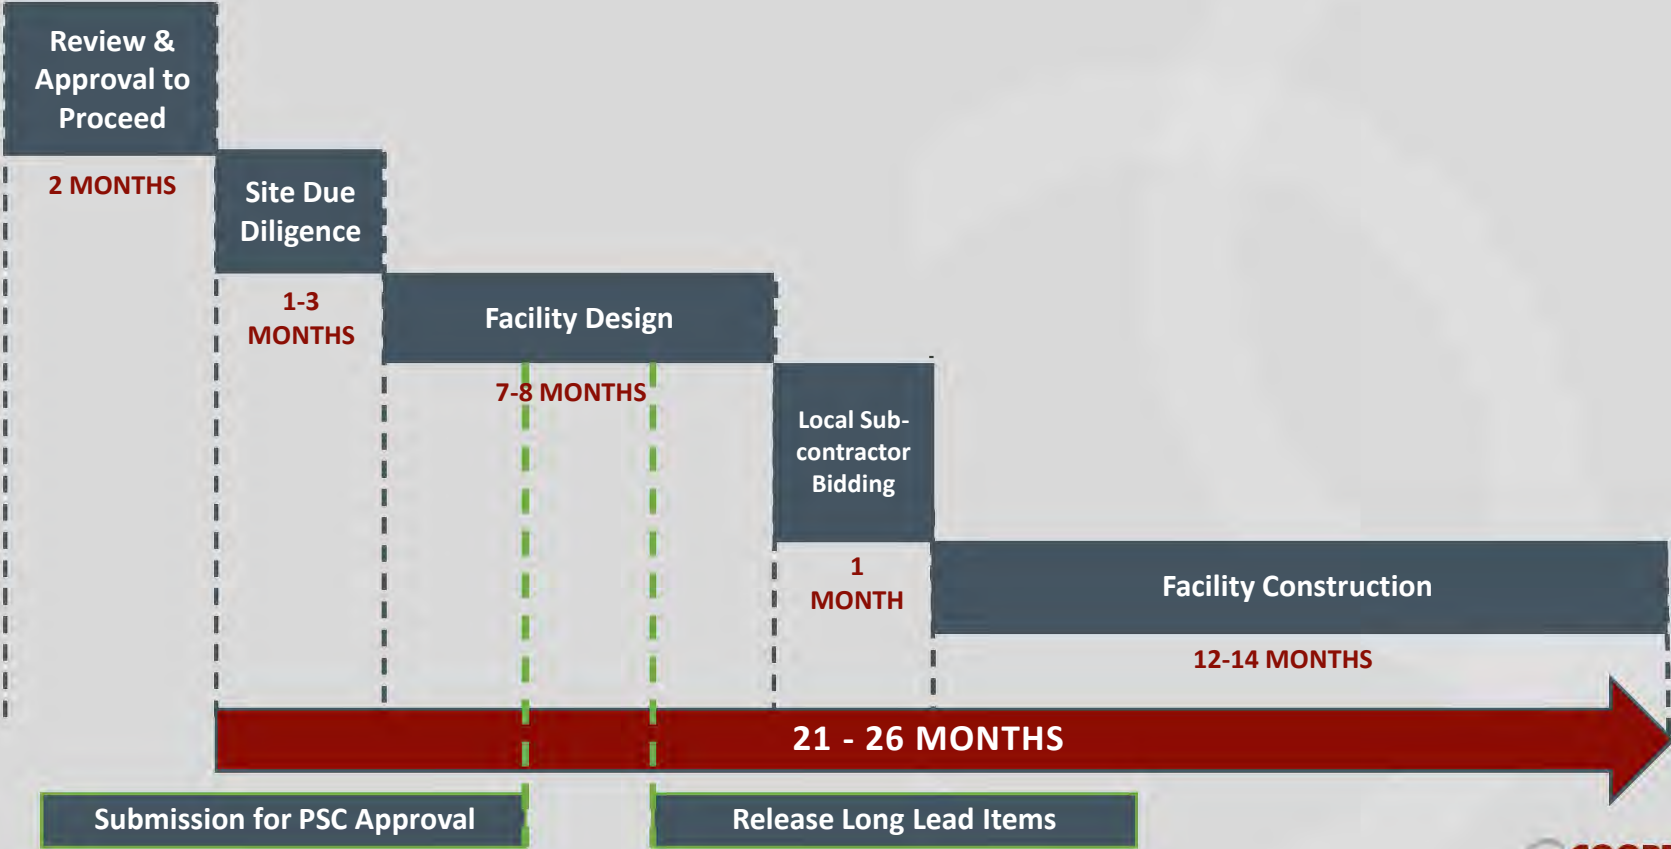 Review &
Approval to
Proceed
2 MONTHS
Site Due
Diligence
1-3
MONTHS
Facility Design
7-8 MONTHS
Local Sub-
contractor
Bidding
1
MONTH
Facility Construction
12-14 MONTHS
21 - 26 MONTHS
Submission for PSC Approval
Release Long Lead Items